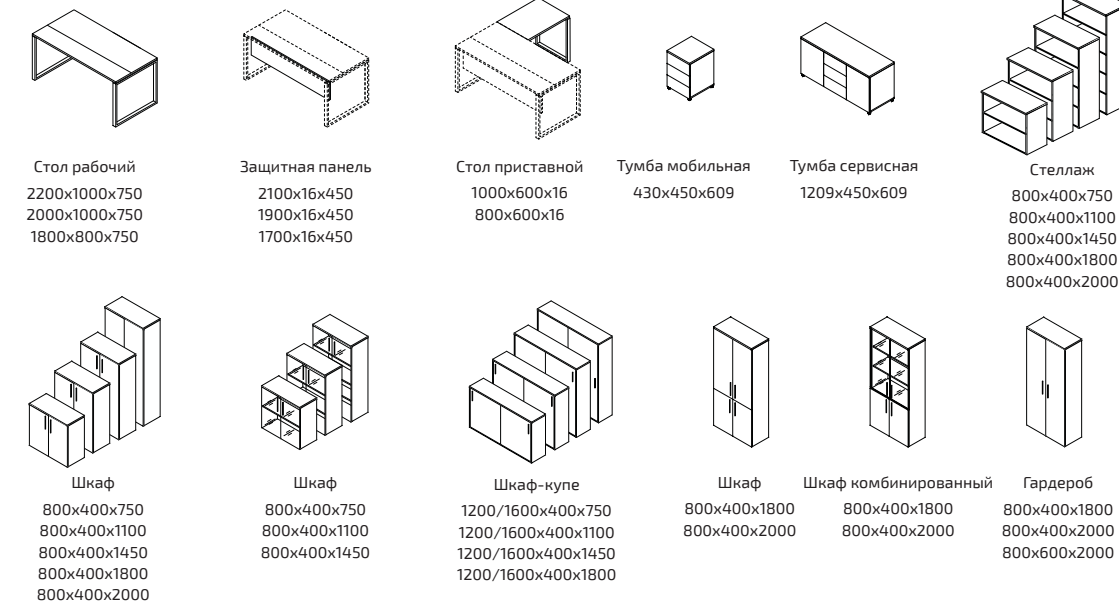 Стол рабочий
2200x1000x750
2000x1000x750
1800x800x750
Защитная панель
2100x16x450
1900x16x450
1700x16x450
Стол приставной
1000x600x16
800x600x16
Тумба мобильная
430x450x609
Тумба сервисная
1209x450x609
Стеллаж
800x400x750
800x400x1100
800x400x1450
800x400x1800
800x400x2000
Шкаф
800x400x750
800x400x1100
800x400x1450
800x400x1800
800x400x2000
Шкаф
800x400x750
800x400x1100
800x400x1450
Шкаф-купе
1200/1600x400x750
1200/1600x400x1100
1200/1600x400x1450
1200/1600x400x1800
Шкаф
800x400x1800
800x400x2000
Шкаф комбинированный
800x400x1800
800x400x2000
Гардероб
800x400x1800
800x400x2000
800x600x2000